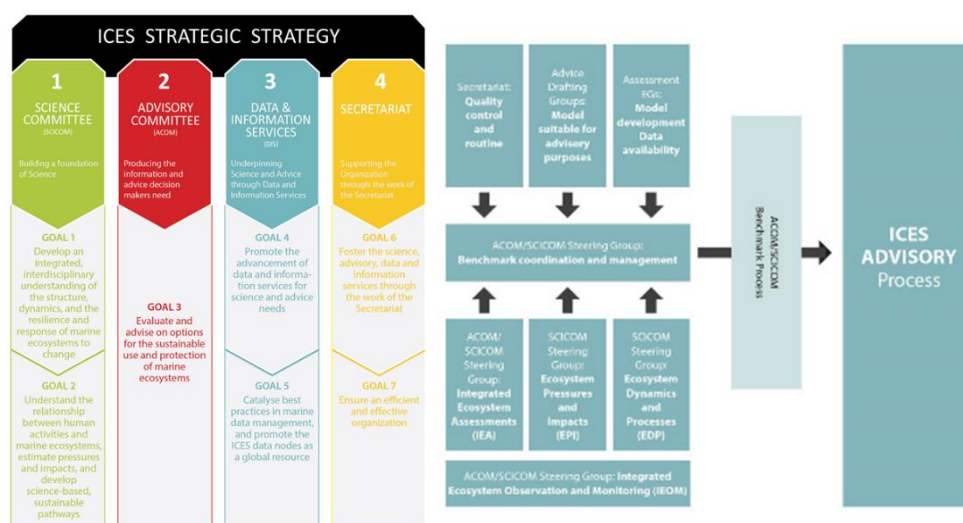 ICES STRATEGIC STRATEGY
1
SCIENCE
COMMITTEE
(SCICOM)
Building a foundation
of Science
GOAL 1
Develop an
integrated,
interdisciplinary
understanding of
the structure,
dynamics, and the
resilience and
response of marine
ecosystems to
change
GOAL 2
Understand the
relationship
between human
activities and
marine ecosystems,
estimate pressures
and impacts, and
develop
science-based,
sustainable
pathways
2
ADVISORY
COMMITTEE
(ACOM)
Producing the
information and
advice decision
makers need
GOAL 3
Evaluate and
advise on options
for the sustainable
use and protection
of marine
ecosystems
3
DATA &
INFORMATION
SERVICES
(DIS)
Underpinning
Science and Advice
through Data and
Information Services
GOAL 4
Promote the
advancement of
data and informa-
tion services for
science and advice
needs
GOAL 5
Catalyse best
practices in marine
data management,
and promote the
ICES data nodes as
a global resource
4
SECRETARIAT
Supporting the
Organization
through the work of
the Secretariat
GOAL 6
Foster the science,
advisory, data and
information
services through
the work of the
Secretariat
GOAL 7
Ensure an efficient
and effective
organization
Secretariat:
Quality
control
and
routine
Advice
Drafting
Groups:
Model
suitable for
advisory
purposes
Assessment
EGs:
Model
development
Data
availability
ACOM/SCICOM Steering Group:
Benchmark coordination and management
ACOM/
SCICOM
Steering
Group:
Integrated
Ecosystem
Assessments
(IEA)
SCICOM
Steering
Group:
Ecosystem
Pressures
and
Impacts
(EPI)
SCICOM
Steering
Group:
Ecosystem
Dynamics
and
Processes
(EDP)
ACOM/SCICOM Steering Group: Integrated
Ecosystem Observation and Monitoring (IEOM)
ACOM/SCICOM
Benchmark Process
ICES
ADVISORY
Process